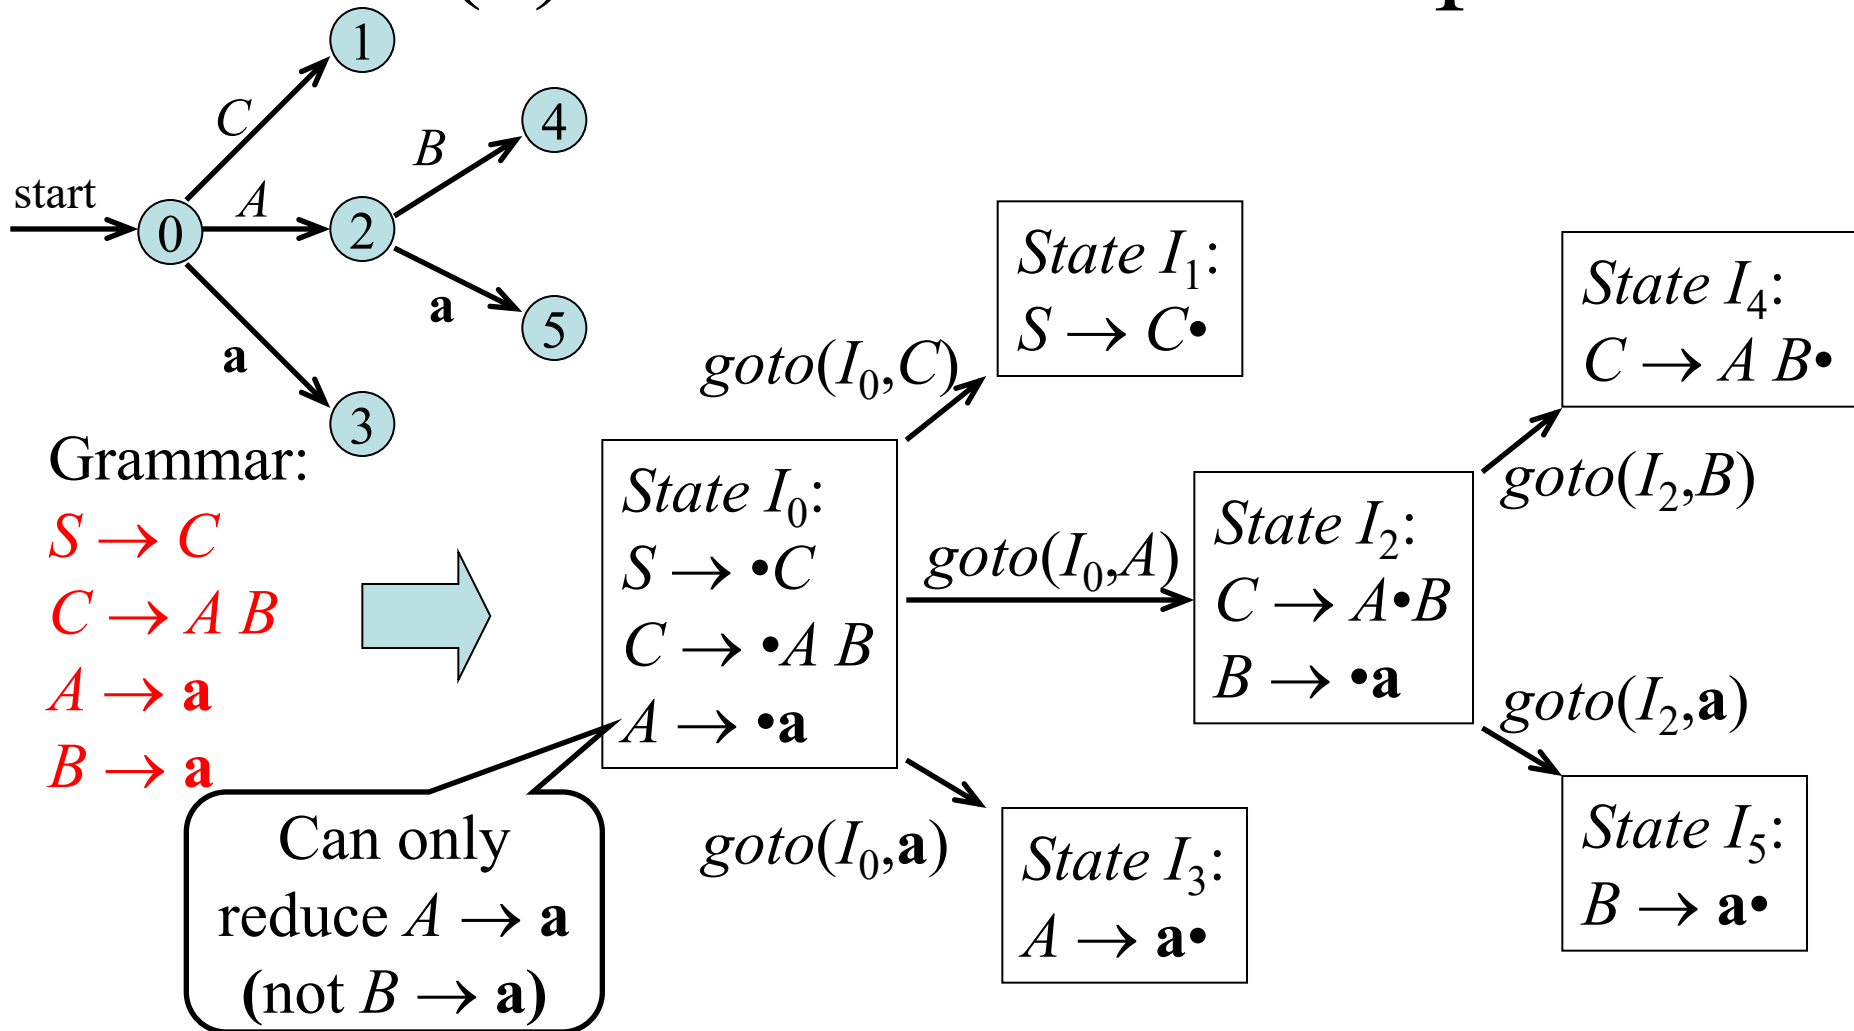 start
C
A
a
B
a
0
1
2
3
4
5
Grammar:
S → C
C → A B
A → a
B → a
State I0:
S → •C
C → •A B
A → •a
Can only
reduce A → a
(not B → a)
goto(I0,C)
State I1:
S → C•
goto(I0,A)
State I2:
C → A•B
B → •a
goto(I0,a)
State I3:
A → a•
goto(I2,B)
State I4:
C → A B•
goto(I2,a)
State I5:
B → a•